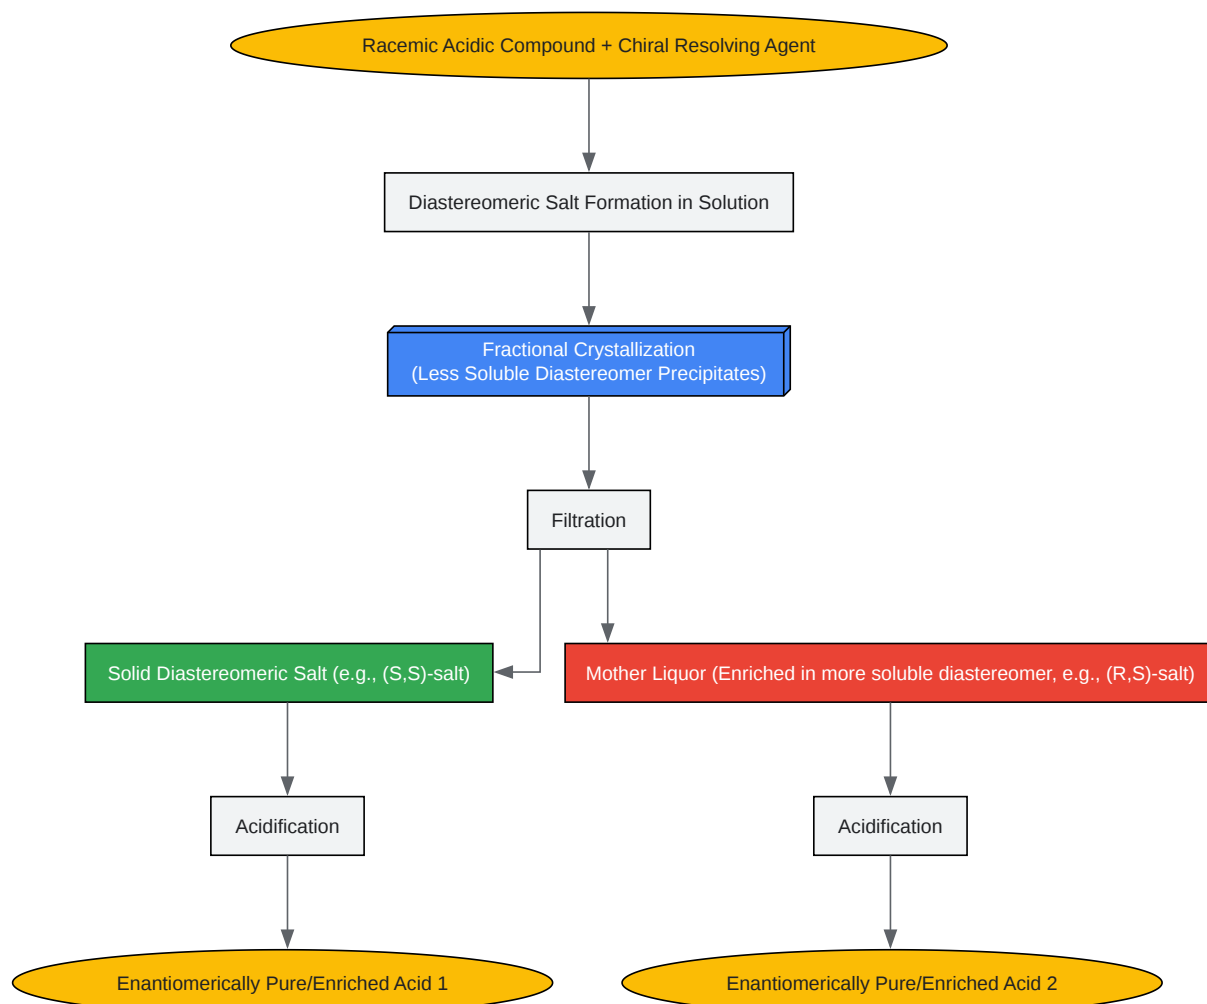 Racemic Acidic Compound + Chiral Resolving Agent
Diastereomeric Salt Formation in Solution
Fractional Crystallization
(Less Soluble Diastereomer Precipitates)
Filtration
Solid Diastereomeric Salt (e.g., (S,S)-salt)
Mother Liquor (Enriched in more soluble diastereomer, e.g., (R,S)-salt)
Acidification
Acidification
Enantiomerically Pure/Enriched Acid 1
Enantiomerically Pure/Enriched Acid 2